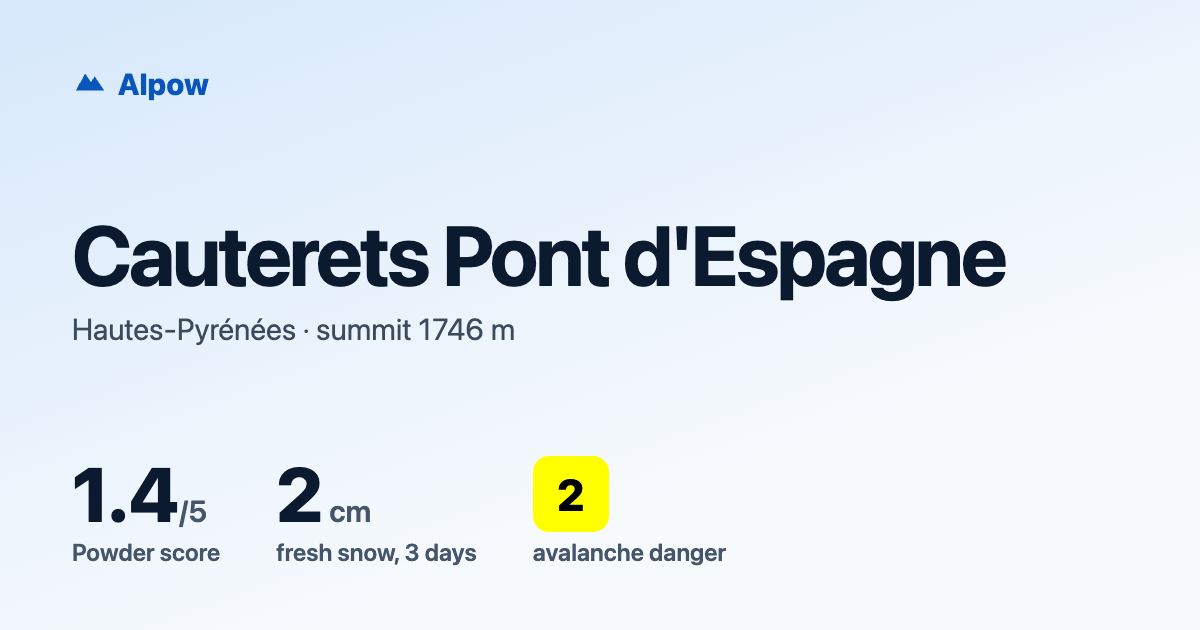 Alpow
Cauterets Pont d'Espagne
Hautes-Pyrénées · summit 1746 m
1.4/5
Powder score
2 cm
fresh snow, 3 days
2
avalanche danger